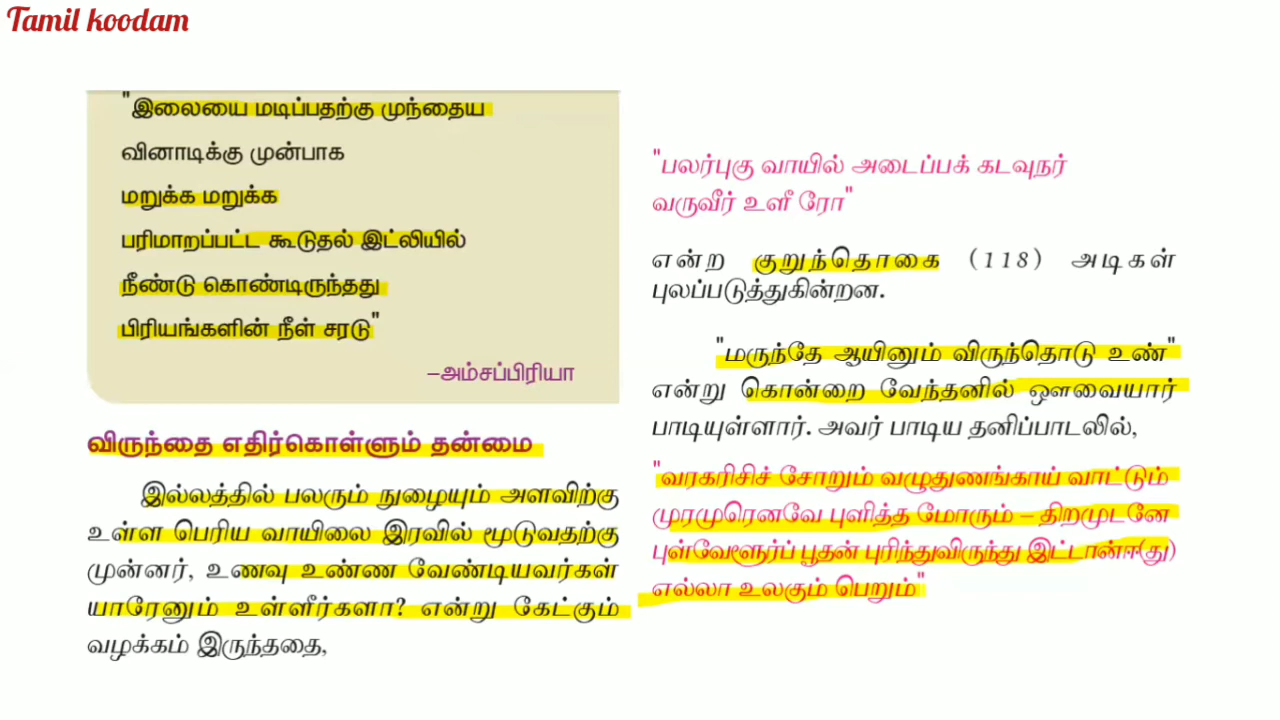 Tamil koodam
"இலையை மடிப்பதற்கு முந்தைய
வினாடிக்கு முன்பாக
மறுக்க மறுக்க
பரிமாறப்பட்ட கூடுதல் இட்லியில்
நீண்டு கொண்டிருந்தது
பிரியங்களின் நீள் சரடு"
–அம்சப்பிரியா
விருந்தை எதிர்கொள்ளும் தன்மை
இல்லத்தில் பலரும் நுழையும் அளவிற்கு
உள்ள பெரிய வாயிலை இரவில் மூடுவதற்கு
முன்னர், உணவு உண்ண வேண்டியவர்கள்
யாரேனும் உள்ளீர்களா? என்று கேட்கும்
வழக்கம் இருந்ததை,
"பலர்புகு வாயில் அடைப்பக் கடவுநர்
வருவீர் உளீ ரோ"
என்ற குறுந்தொகை (118) அடிகள்
புலப்படுத்துகின்றன.
"மருந்தே ஆயினும் விருந்தொடு உண்"
என்று கொன்றை வேந்தனில் ஔவையார்
பாடியுள்ளார். அவர் பாடிய தனிப்பாடலில்,
"வரகரிசிச் சோறும் வழுதுணங்காய் வாட்டும்
முரமுரெனவே புளித்த மோரும் – திறமுடனே
புள்வேளூர்ப் பூதன் புரிந்துவிருந்து இட்டான்ஈ(து)
எல்லா உலகும் பெறும்"